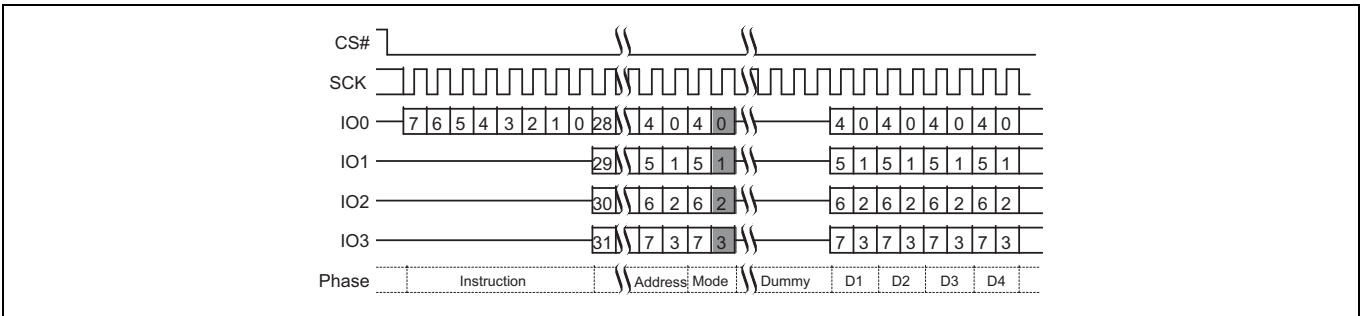 CS#
SCK
IO0 7 6 5 4 3 2 1 0 28 4 0 4 0 4 0 4 0 4 0 4 0
IO1 29 5 1 5 1 5 1 5 1 5 1 5 1
IO2 30 6 2 6 2 6 2 6 2 6 2 6 2
IO3 31 7 3 7 3 7 3 7 3 7 3 7 3
Phase Instruction Address Mode Dummy D1 D2 D3 D4